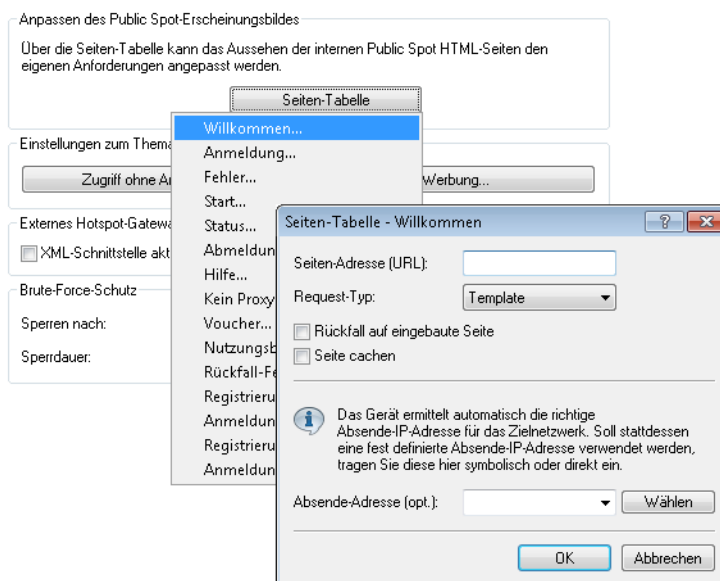 Anpassen des Public Spot-Erscheinungsbildes
Über die Seiten-Tabelle kann das Aussehen der internen Public Spot HTML-Seiten den
eigenen Anforderungen angepasst werden.
Seiten-Tabelle
Willkommen...
Anmeldung...
Fehler...
Start...
Status...
Abmeldun
Hilfe...
Kein Proxy
Voucher...
Nutzungsb
Rückfall-Fe
Registrieru
Anmeldun
Registrieru
Anmeldun
Einstellungen zum Thema
Zugriff ohne An
Werbung...
Externes Hotspot-Gatewa
XML-Schnittstelle akt
Brute-Force-Schutz
Sperren nach:
Sperrdauer:
Seiten-Tabelle - Willkommen
Seiten-Adresse (URL):
Request-Typ:
Template
Rückfall auf eingebaute Seite
Seite cachen
Das Gerät ermittelt automatisch die richtige
Absende-IP-Adresse für das Zielnetzwerk. Soll stattdessen
eine fest definierte Absende-IP-Adresse verwendet werden,
tragen Sie diese hier symbolisch oder direkt ein.
Absende-Adresse (opt.):
Wählen
OK
Abbrechen